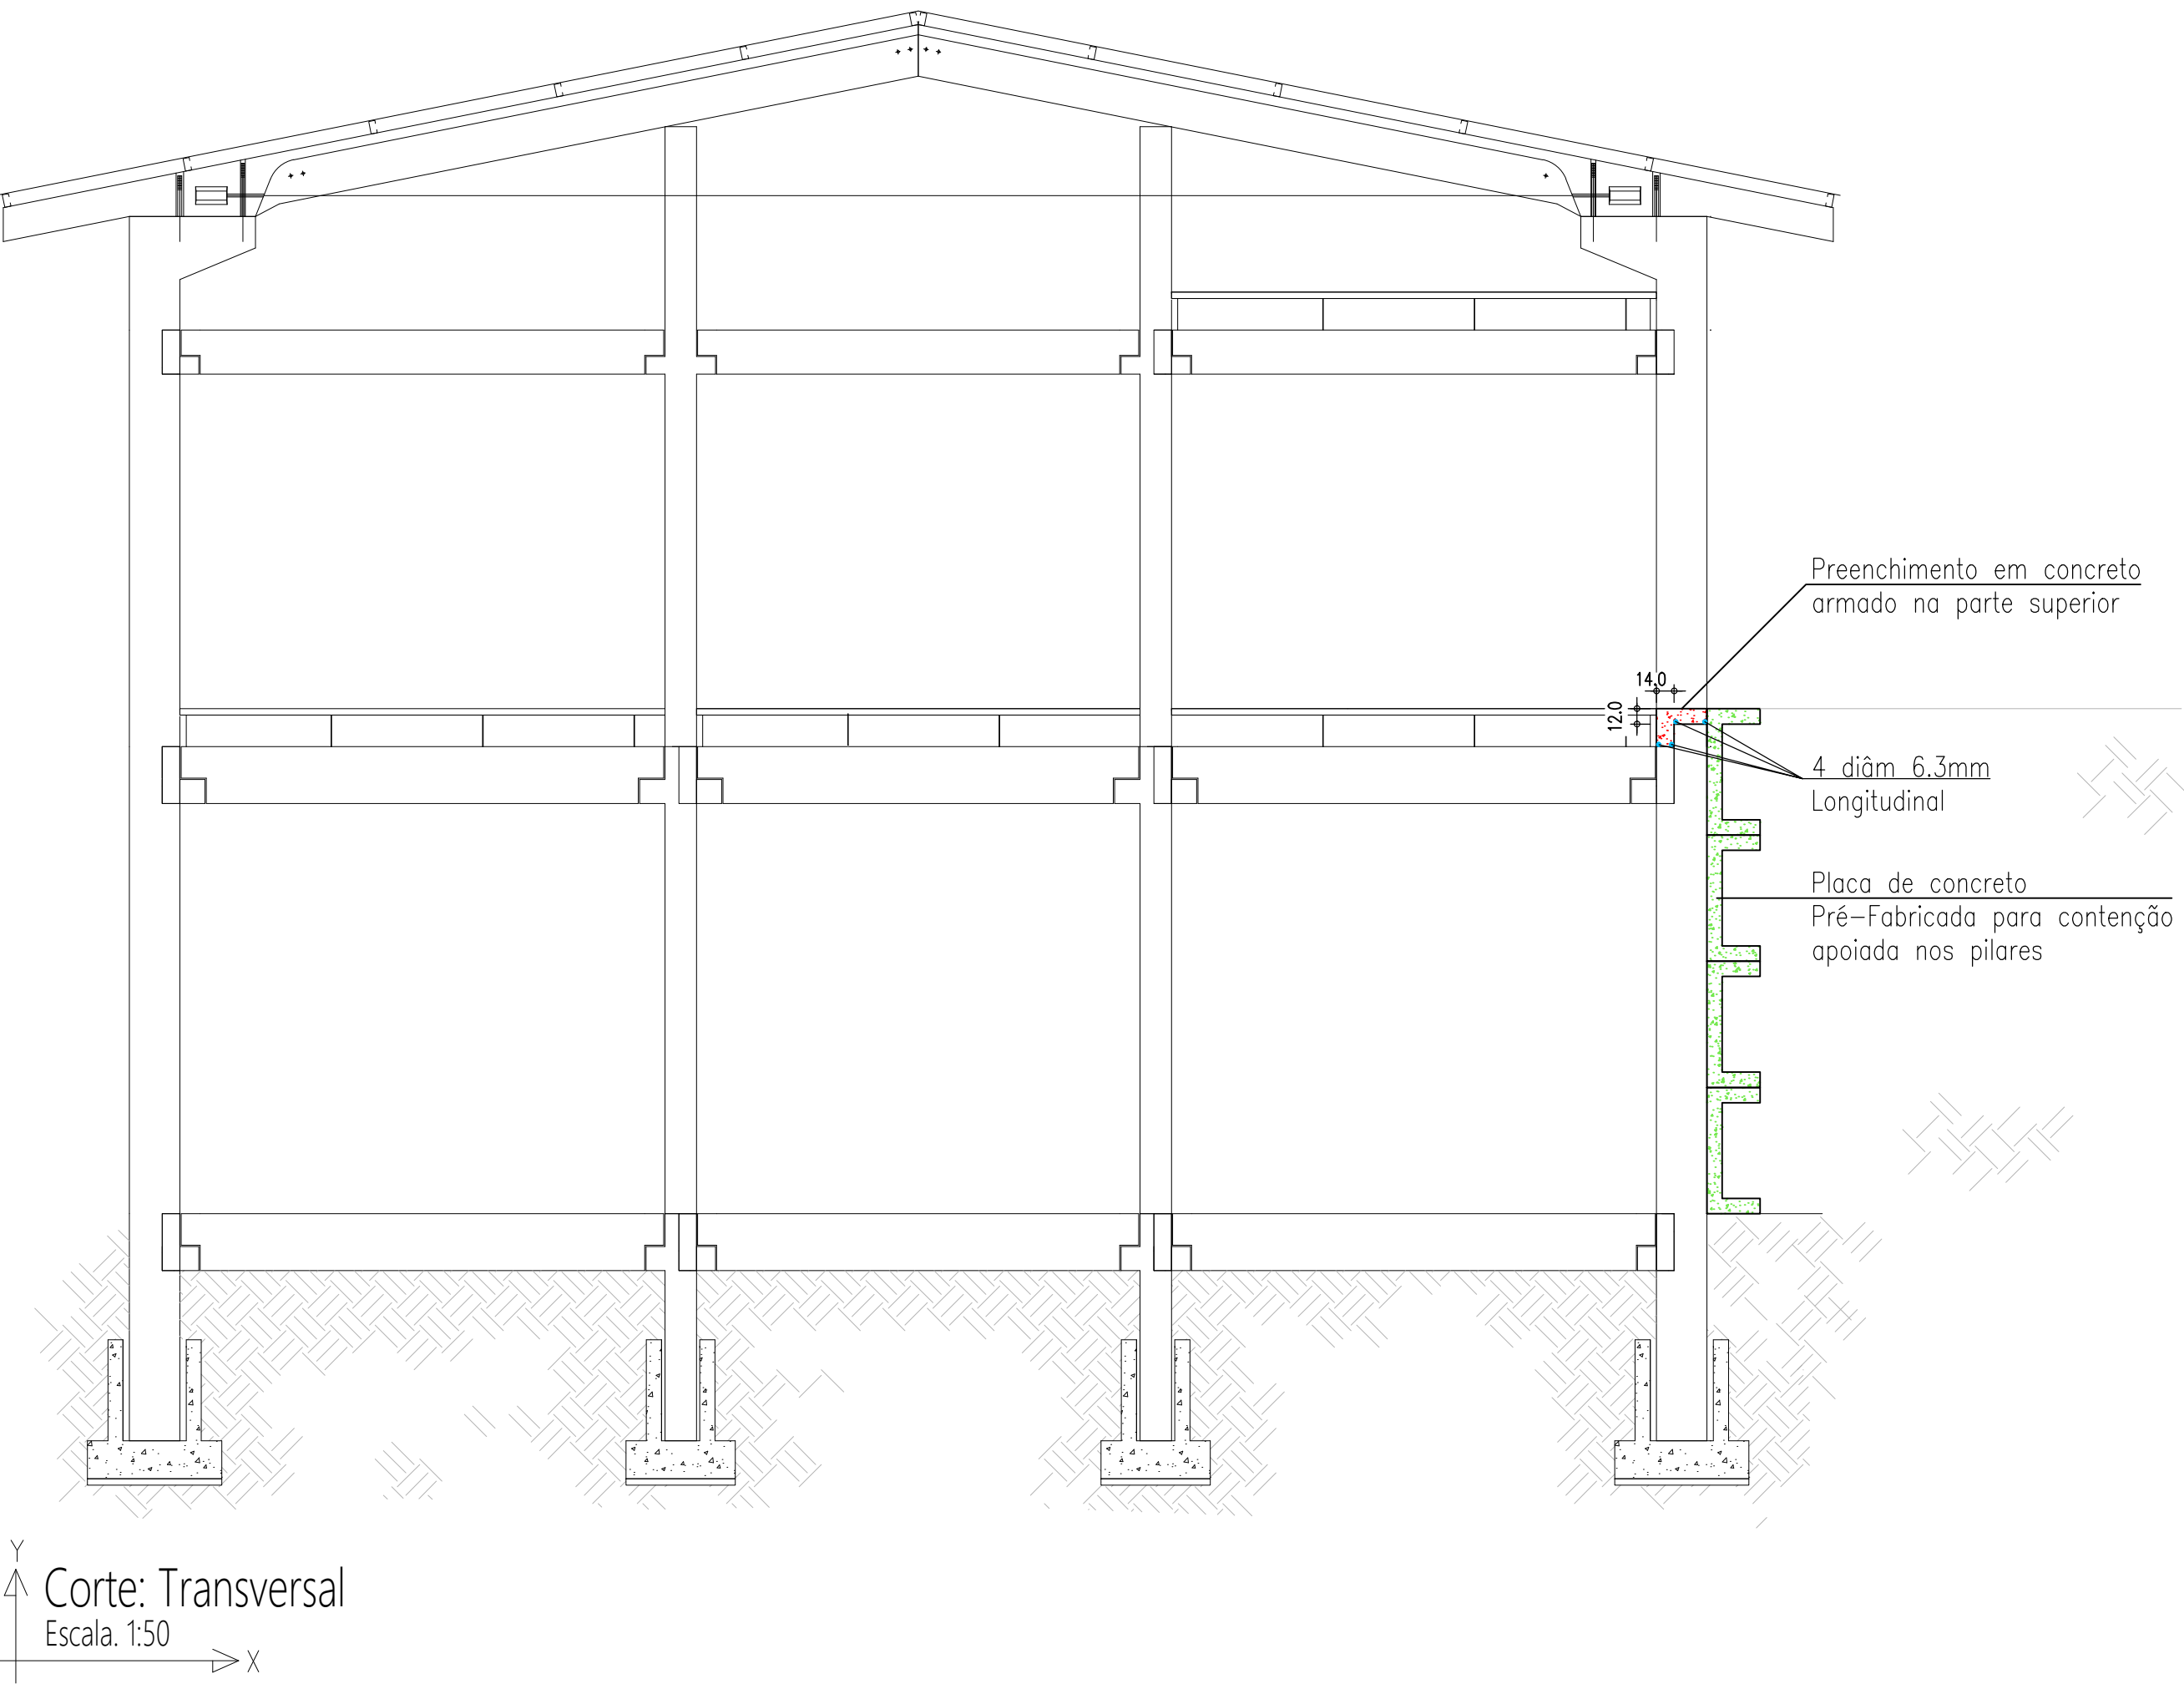 Preenchimento em concreto
armado na parte superior
14.0
12.0
4 diâm 6.3mm
Longitudinal
Placa de concreto
Pré-Fabricada para contenção
apoiada nos pilares
Y
Corte: Transversal
Escala. 1:50
X